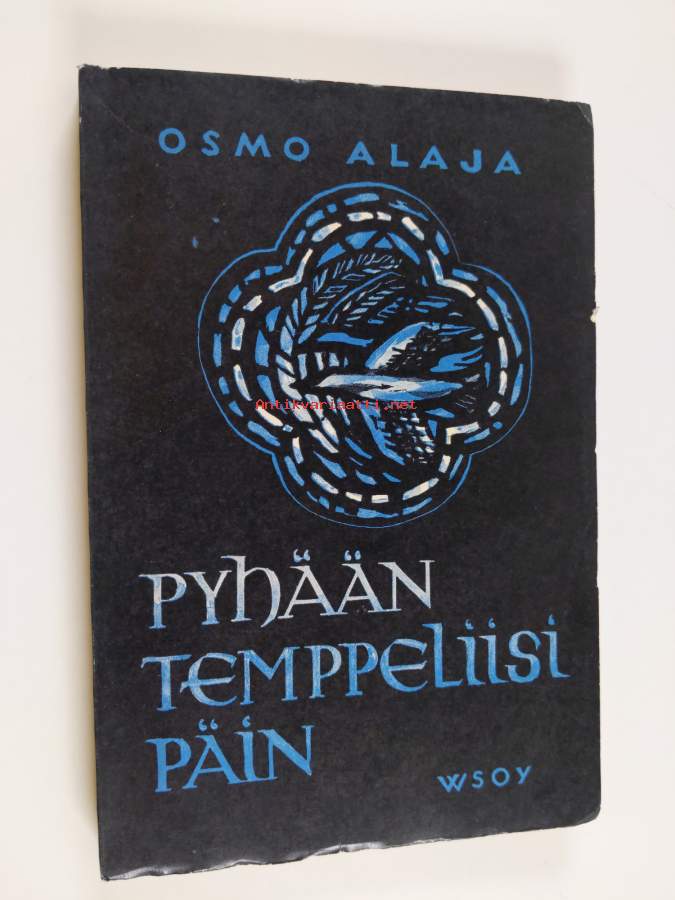 OSMO ALAJA
Antikvariaatti.net
PYHÄÄN
TEMPPELIISI
PÄIN
WSOY